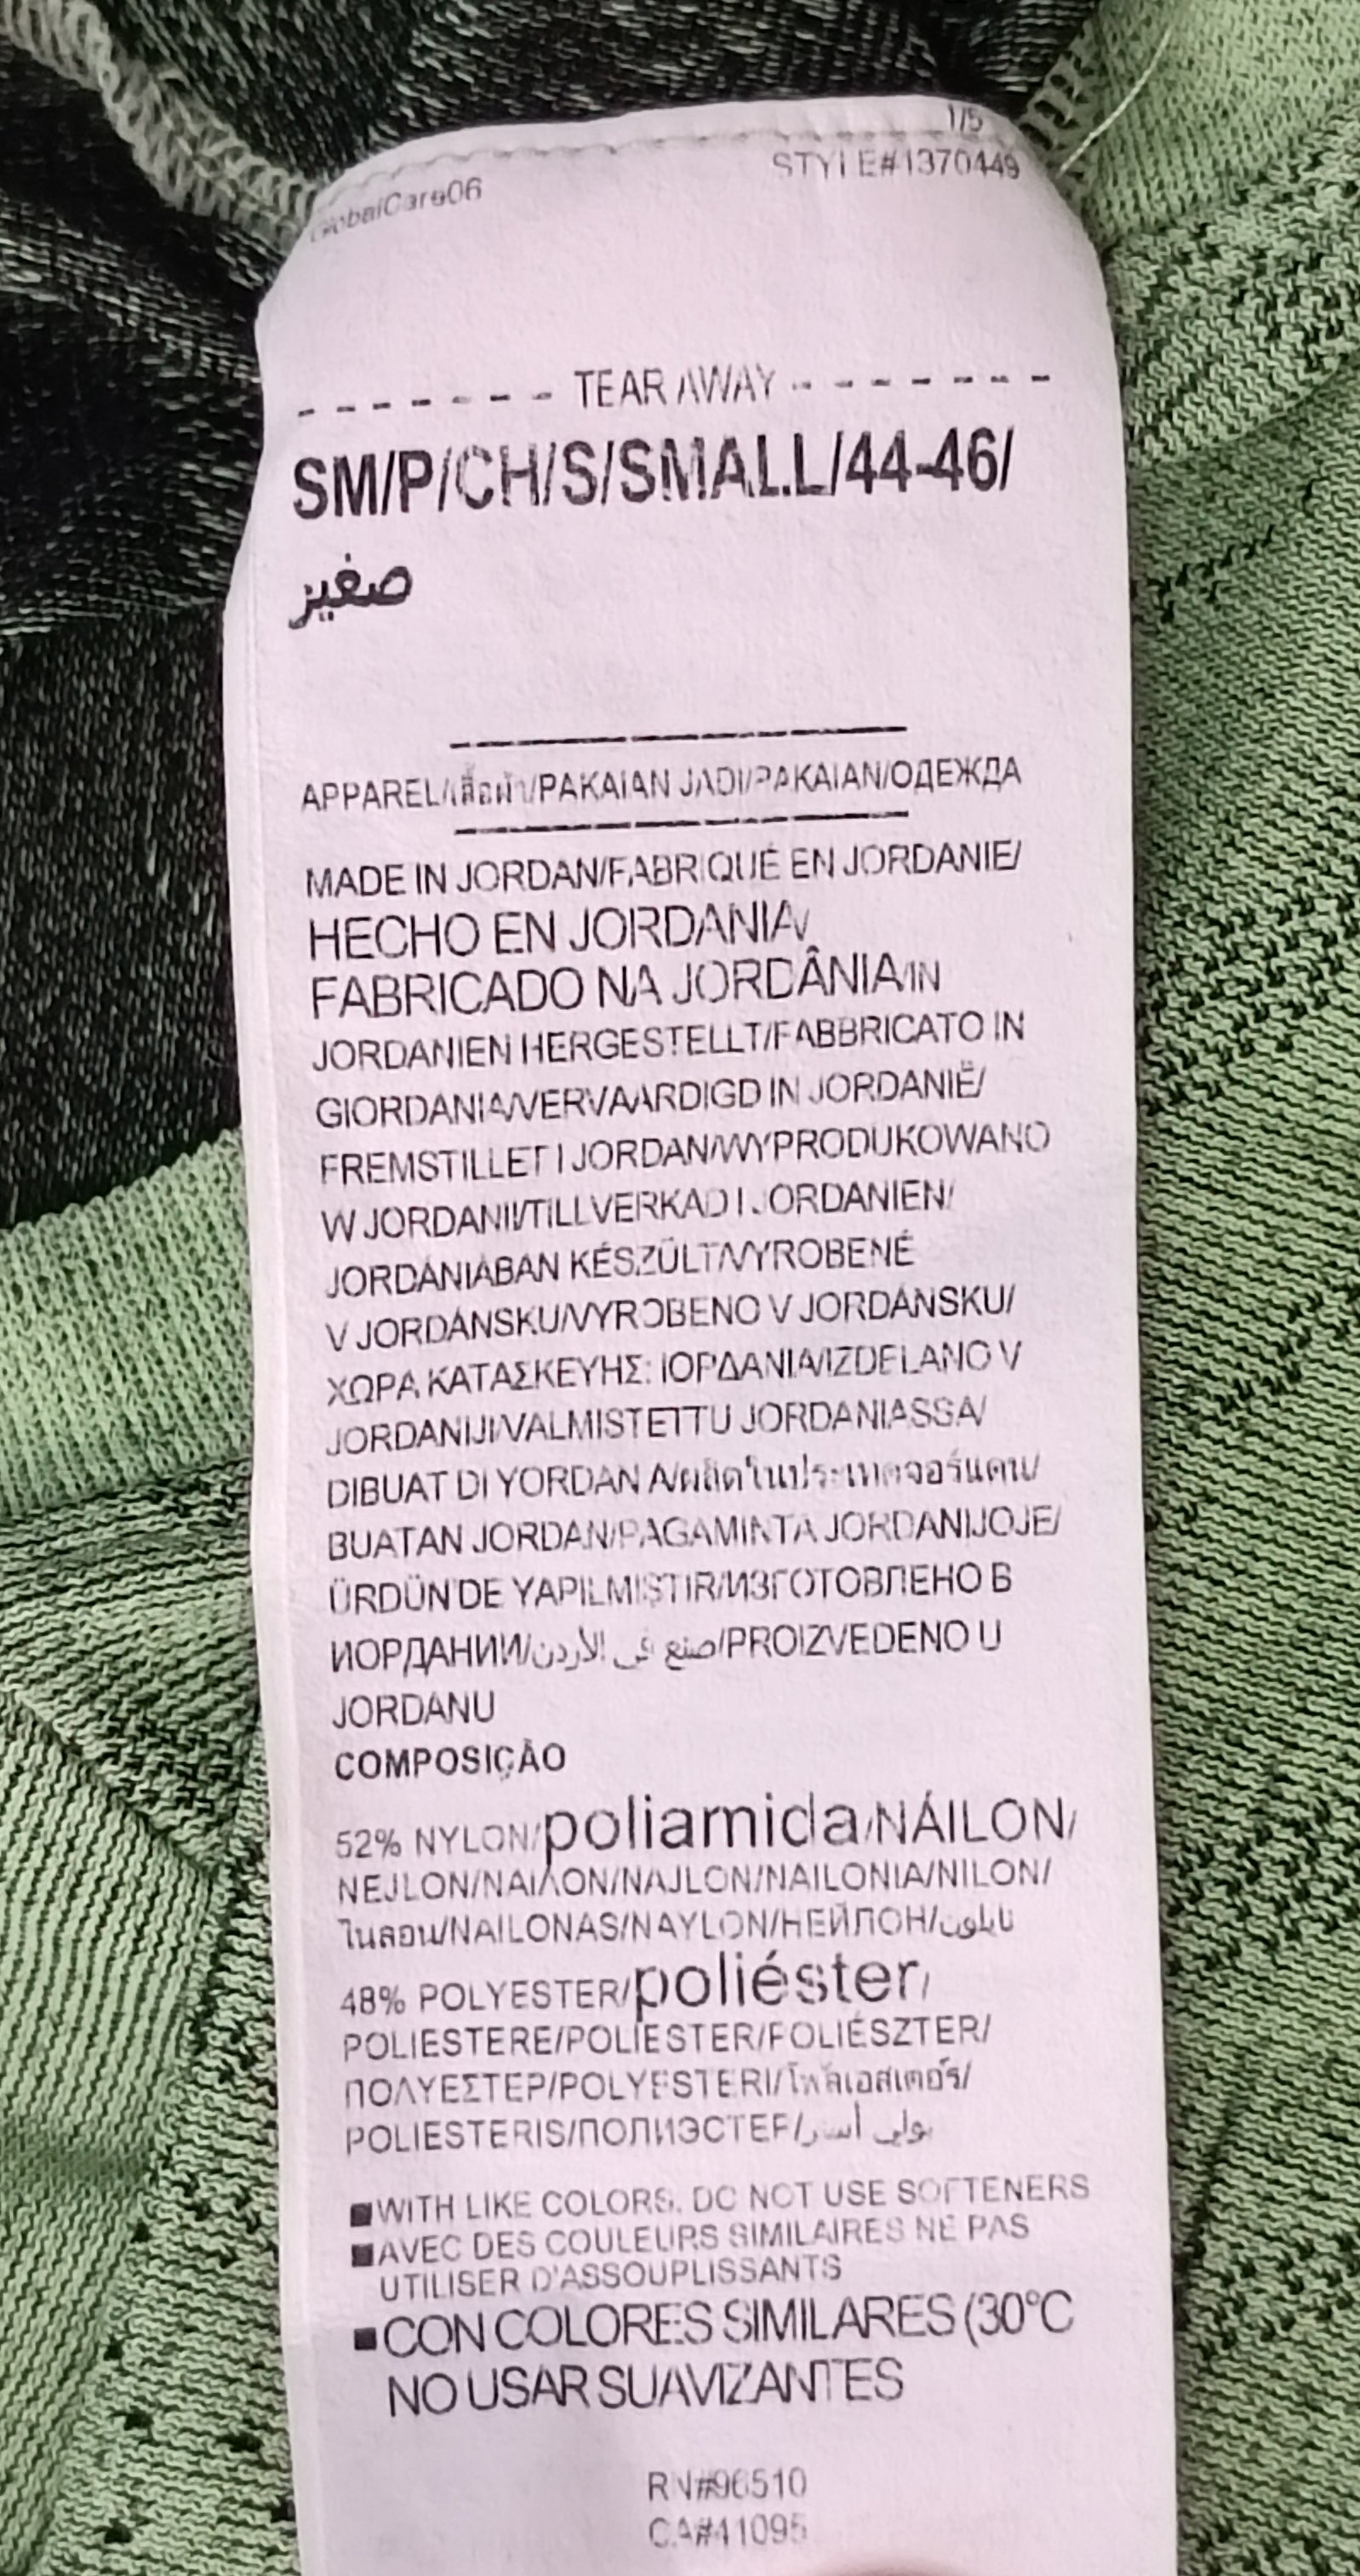 1/5
STYLE#1370449
GlobalCare06
- - - - - - - TEAR AWAY - - - - - - -
SM/P/CH/S/SMALL/44-46/
صغير
APPAREL/เสื้อผ้า/PAKAIAN JADI/PAKAIAN/ОДЕЖДА
MADE IN JORDAN/FABRIQUÉ EN JORDANIE/
HECHO EN JORDANIA/
FABRICADO NA JORDÂNIA/IN
JORDANIEN HERGESTELLT/FABBRICATO IN
GIORDANIA/VERVAARDIGD IN JORDANIË/
FREMSTILLET I JORDAN/WYPRODUKOWANO
W JORDANII/TILLVERKAD I JORDANIEN/
JORDÁNIÁBAN KÉSZÜLT/VYROBENÉ
V JORDÁNSKU/VYROBENO V JORDÁNSKU/
ΧΩΡΑ ΚΑΤΑΣΚΕΥΗΣ: ΙΟΡΔΑΝΙΑ/IZDELANO V
JORDANIJI/VALMISTETTU JORDANIASSA/
DIBUAT DI YORDAN A/ผลิตในประเทศจอร์แดน/
BUATAN JORDAN/PAGAMINTA JORDANIJOJE/
ÜRDÜN'DE YAPILMIŞTIR/ИЗГОТОВЛЕНО В
ИОРДАНИИ/صنع في الأردن/PROIZVEDENO U
JORDANU
COMPOSIÇÃO
52% NYLON/poliamida/NÁILON/
NEJLON/ΝΑΙΛΟΝ/NAJLON/NAILONIA/NILON/
ไนลอน/NAILONAS/NAYLON/НЕЙЛОН/نايلون
48% POLYESTER/poliéster/
POLIESTERE/POLIESTER/POLIÉSZTER/
ΠΟΛΥΕΣΤΕΡ/POLYESTERI/โพลีเอสเตอร์/
POLIESTERIS/ПОЛИЭСТЕР/بولي أستر
■WITH LIKE COLORS. DO NOT USE SOFTENERS
■AVEC DES COULEURS SIMILAIRES NE PAS
UTILISER D'ASSOUPLISSANTS
■CON COLORES SIMILARES (30°C
NO USAR SUAVIZANTES
RN#96510
CA#41095